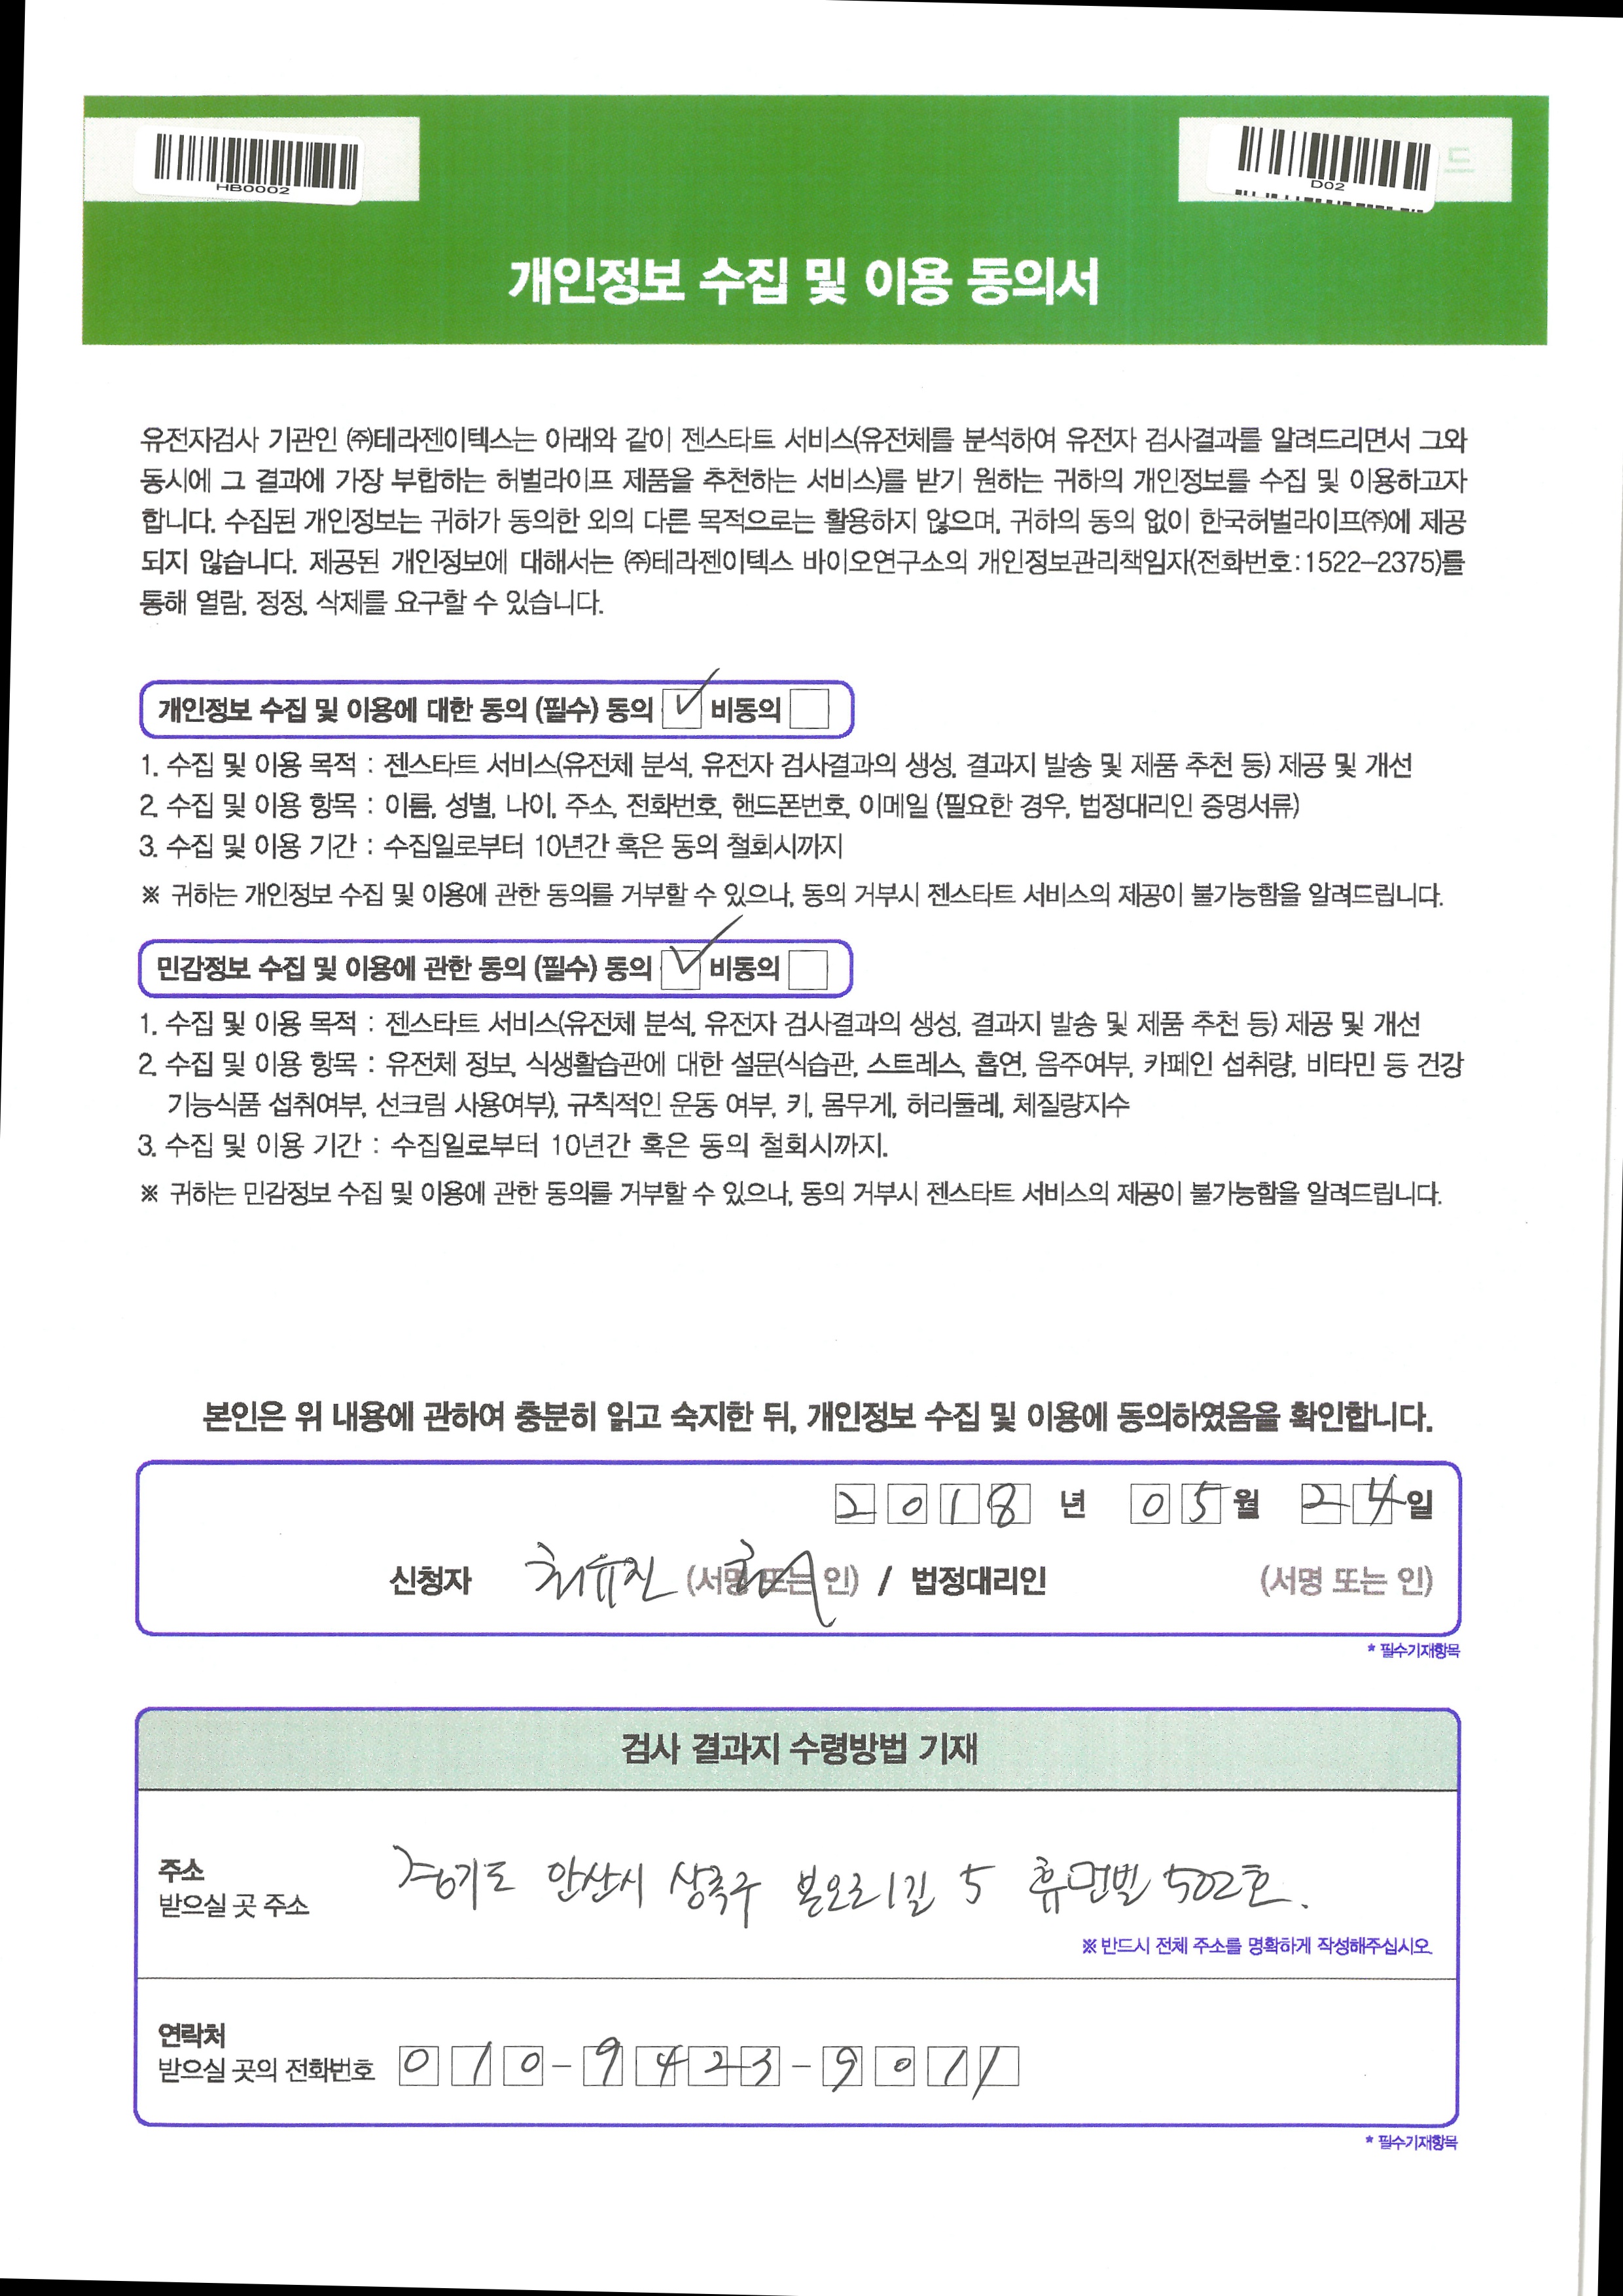 HB0002
D02
개인정보 수집 및 이용 동의서
유전자검사 기관인 ㈜테라젠이텍스는 아래와 같이 젠스타트 서비스(유전체를 분석하여 유전자 검사결과를 알려드리면서 그와
동시에 그 결과에 가장 부합하는 허벌라이프 제품을 추천하는 서비스)를 받기 원하는 귀하의 개인정보를 수집 및 이용하고자
합니다. 수집된 개인정보는 귀하가 동의한 외의 다른 목적으로는 활용하지 않으며, 귀하의 동의 없이 한국허벌라이프㈜에 제공
되지 않습니다. 제공된 개인정보에 대해서는 ㈜테라젠이텍스 바이오연구소의 개인정보관리책임자(전화번호:1522-2375)를
통해 열람, 정정, 삭제를 요구할 수 있습니다.
개인정보 수집 및 이용에 대한 동의 (필수) 동의 ✓ 비동의
1. 수집 및 이용 목적 : 젠스타트 서비스(유전체 분석, 유전자 검사결과의 생성, 결과지 발송 및 제품 추천 등) 제공 및 개선
2. 수집 및 이용 항목 : 이름, 성별, 나이, 주소, 전화번호, 핸드폰번호, 이메일 (필요한 경우, 법정대리인 증명서류)
3. 수집 및 이용 기간 : 수집일로부터 10년간 혹은 동의 철회시까지
※ 귀하는 개인정보 수집 및 이용에 관한 동의를 거부할 수 있으나, 동의 거부시 젠스타트 서비스의 제공이 불가능함을 알려드립니다.
민감정보 수집 및 이용에 관한 동의 (필수) 동의 ✓ 비동의
1. 수집 및 이용 목적 : 젠스타트 서비스(유전체 분석, 유전자 검사결과의 생성, 결과지 발송 및 제품 추천 등) 제공 및 개선
2. 수집 및 이용 항목 : 유전체 정보, 식생활습관에 대한 설문(식습관, 스트레스, 흡연, 음주여부, 카페인 섭취량, 비타민 등 건강
기능식품 섭취여부, 선크림 사용여부), 규칙적인 운동 여부, 키, 몸무게, 허리둘레, 체질량지수
3. 수집 및 이용 기간 : 수집일로부터 10년간 혹은 동의 철회시까지.
※ 귀하는 민감정보 수집 및 이용에 관한 동의를 거부할 수 있으나, 동의 거부시 젠스타트 서비스의 제공이 불가능함을 알려드립니다.
본인은 위 내용에 관하여 충분히 읽고 숙지한 뒤, 개인정보 수집 및 이용에 동의하였음을 확인합니다.
2018 년 05 월 24 일
신청자 최유진 (서명 또는 인) / 법정대리인 (서명 또는 인)
* 필수기재항목
검사 결과지 수령방법 기재
주소
받으실 곳 주소
경기도 안산시 상록구 본오로1길 5 휴먼빌 502호.
※ 반드시 전체 주소를 명확하게 작성해주십시오
연락처
받으실 곳의 전화번호 010-9423-9011
* 필수기재항목